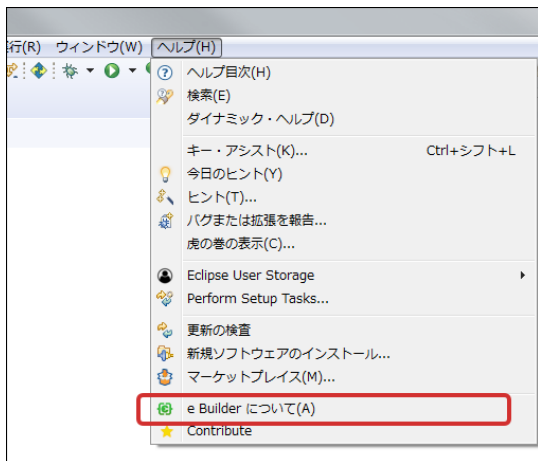 行(R) ウィンドウ(W) ヘルプ(H)
ヘルプ目次(H)
検索(E)
ダイナミック・ヘルプ(D)
キー・アシスト(K)... Ctrl+シフト+L
今日のヒント(Y)
ヒント(T)...
バグまたは拡張を報告...
虎の巻の表示(C)...
Eclipse User Storage
Perform Setup Tasks...
更新の検査
新規ソフトウェアのインストール...
マーケットプレイス(M)...
e Builder について(A)
Contribute